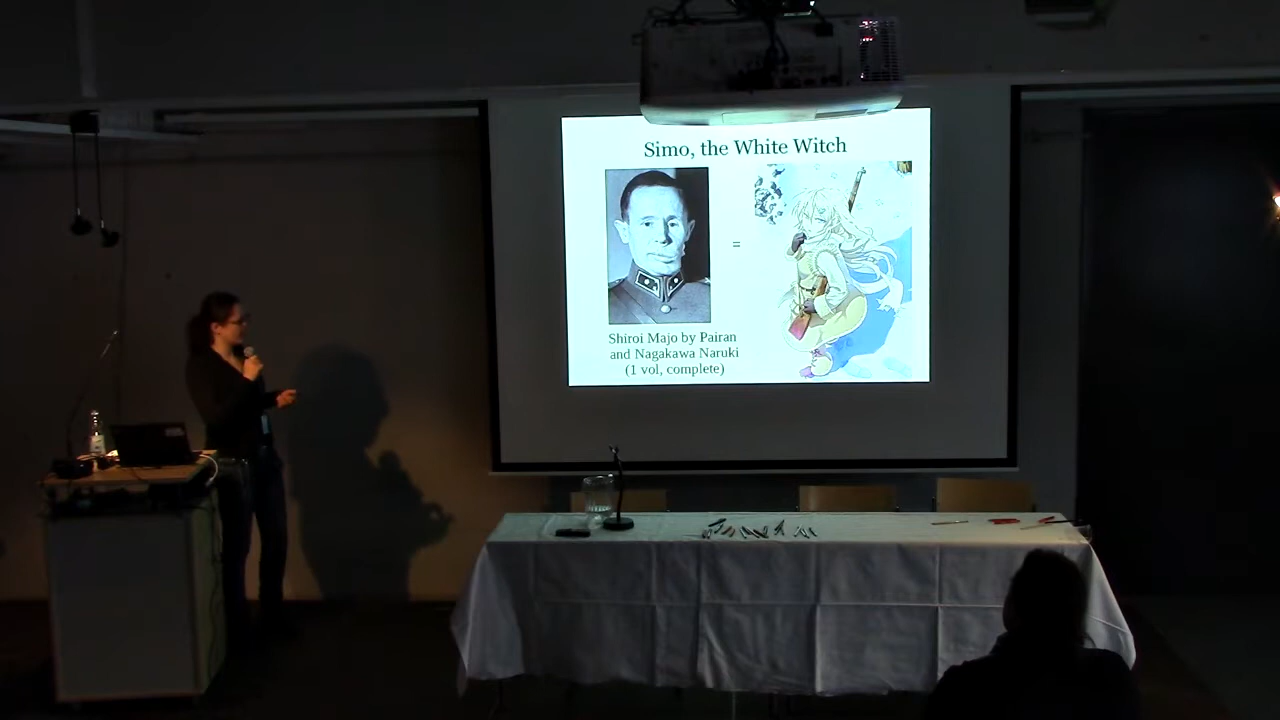 Simo, the White Witch
=
Shiroi Majo by Pairan
and Nagakawa Naruki
(1 vol, complete)